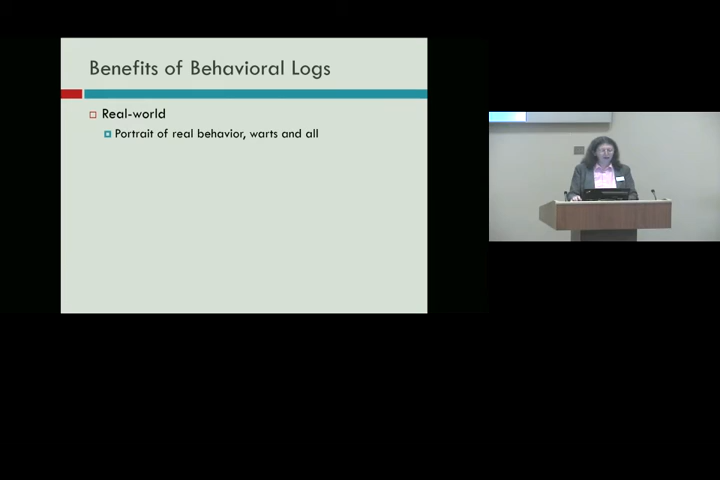 Benefits of Behavioral Logs
Real-world
Portrait of real behavior, warts and all